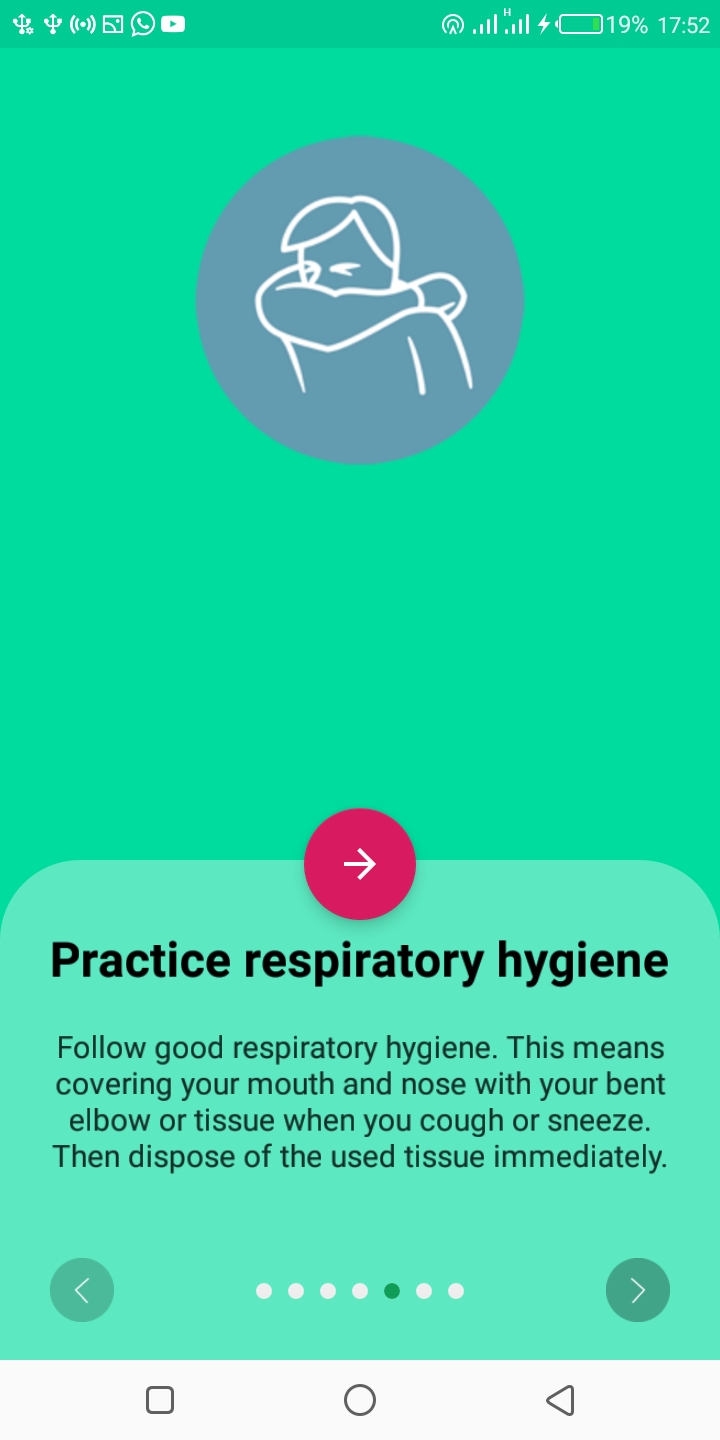 H
19% 17:52
Practice respiratory hygiene
Follow good respiratory hygiene. This means
covering your mouth and nose with your bent
elbow or tissue when you cough or sneeze.
Then dispose of the used tissue immediately.